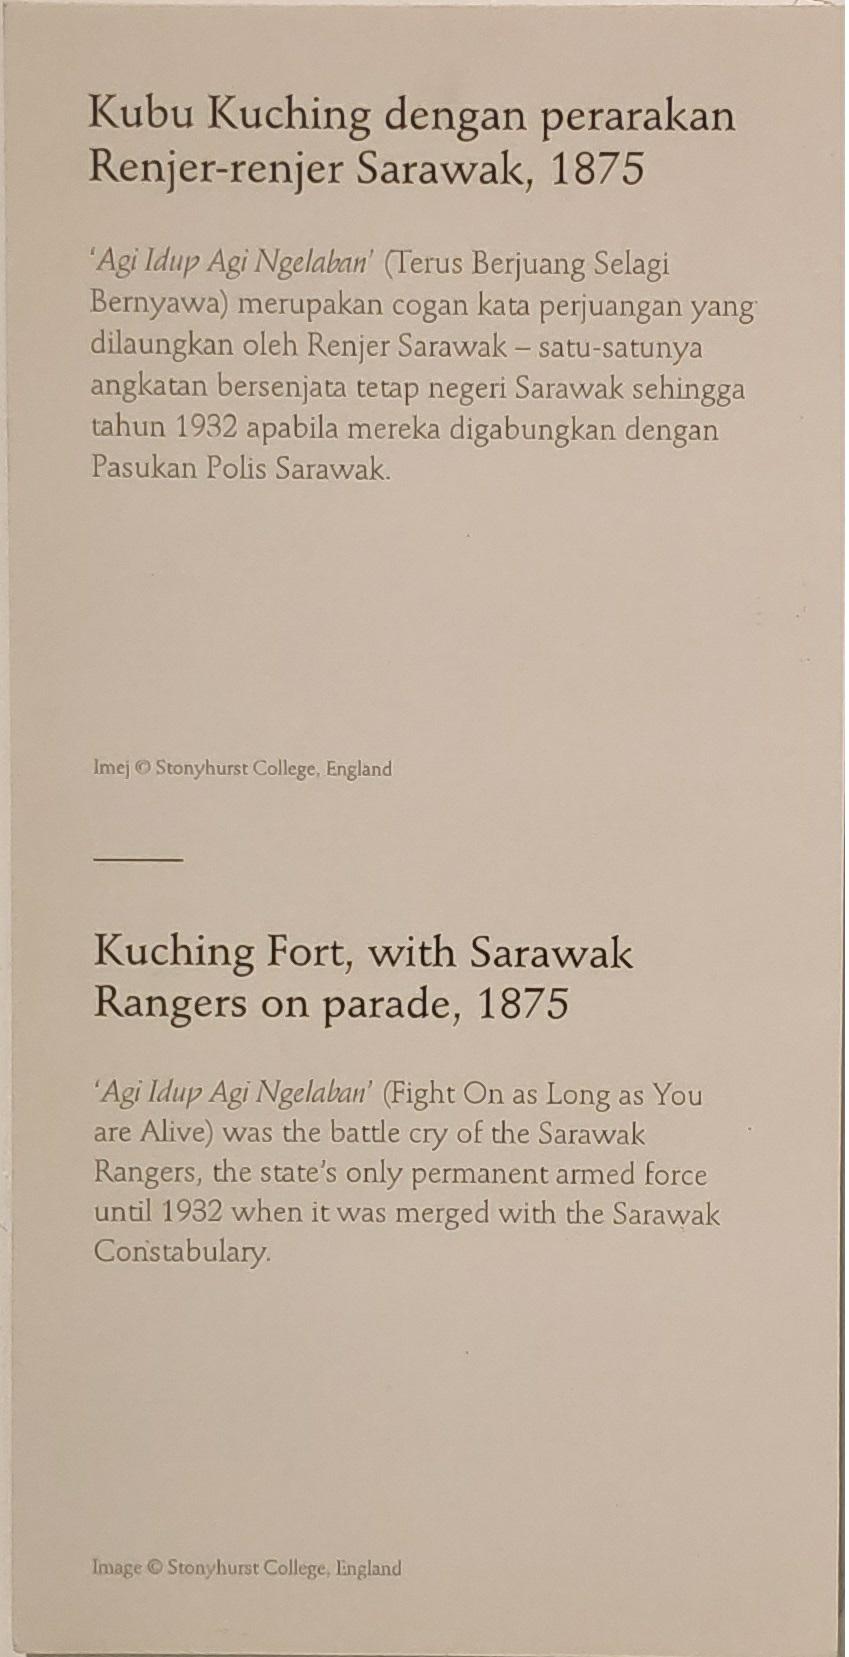 Kubu Kuching dengan perarakan
Renjer-renjer Sarawak, 1875
‘Agi Idup Agi Ngelaban’ (Terus Berjuang Selagi
Bernyawa) merupakan cogan kata perjuangan yang
dilaungkan oleh Renjer Sarawak – satu-satunya
angkatan bersenjata tetap negeri Sarawak sehingga
tahun 1932 apabila mereka digabungkan dengan
Pasukan Polis Sarawak.
Imej © Stonyhurst College, England
Kuching Fort, with Sarawak
Rangers on parade, 1875
‘Agi Idup Agi Ngelaban’ (Fight On as Long as You
are Alive) was the battle cry of the Sarawak
Rangers, the state’s only permanent armed force
until 1932 when it was merged with the Sarawak
Constabulary.
Image © Stonyhurst College, England